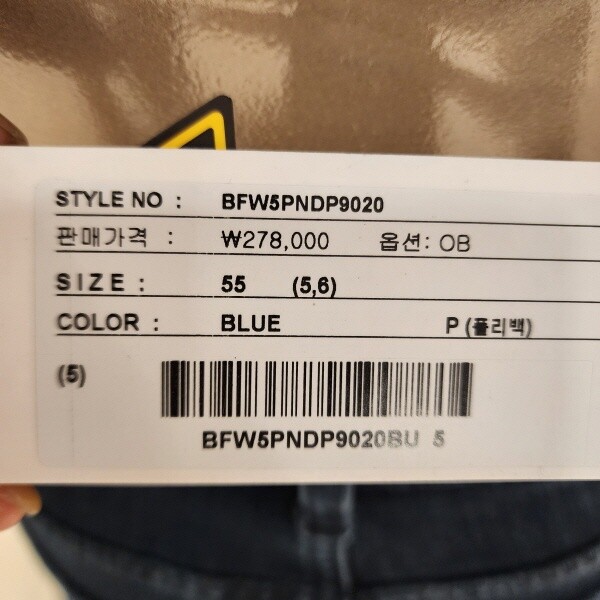 STYLE NO : BFW5PNDP9020
판매가격 : ₩278,000 옵션: OB
SIZE : 55 (5,6)
COLOR : BLUE P (폴리백)
(5)
BFW5PNDP9020BU 5